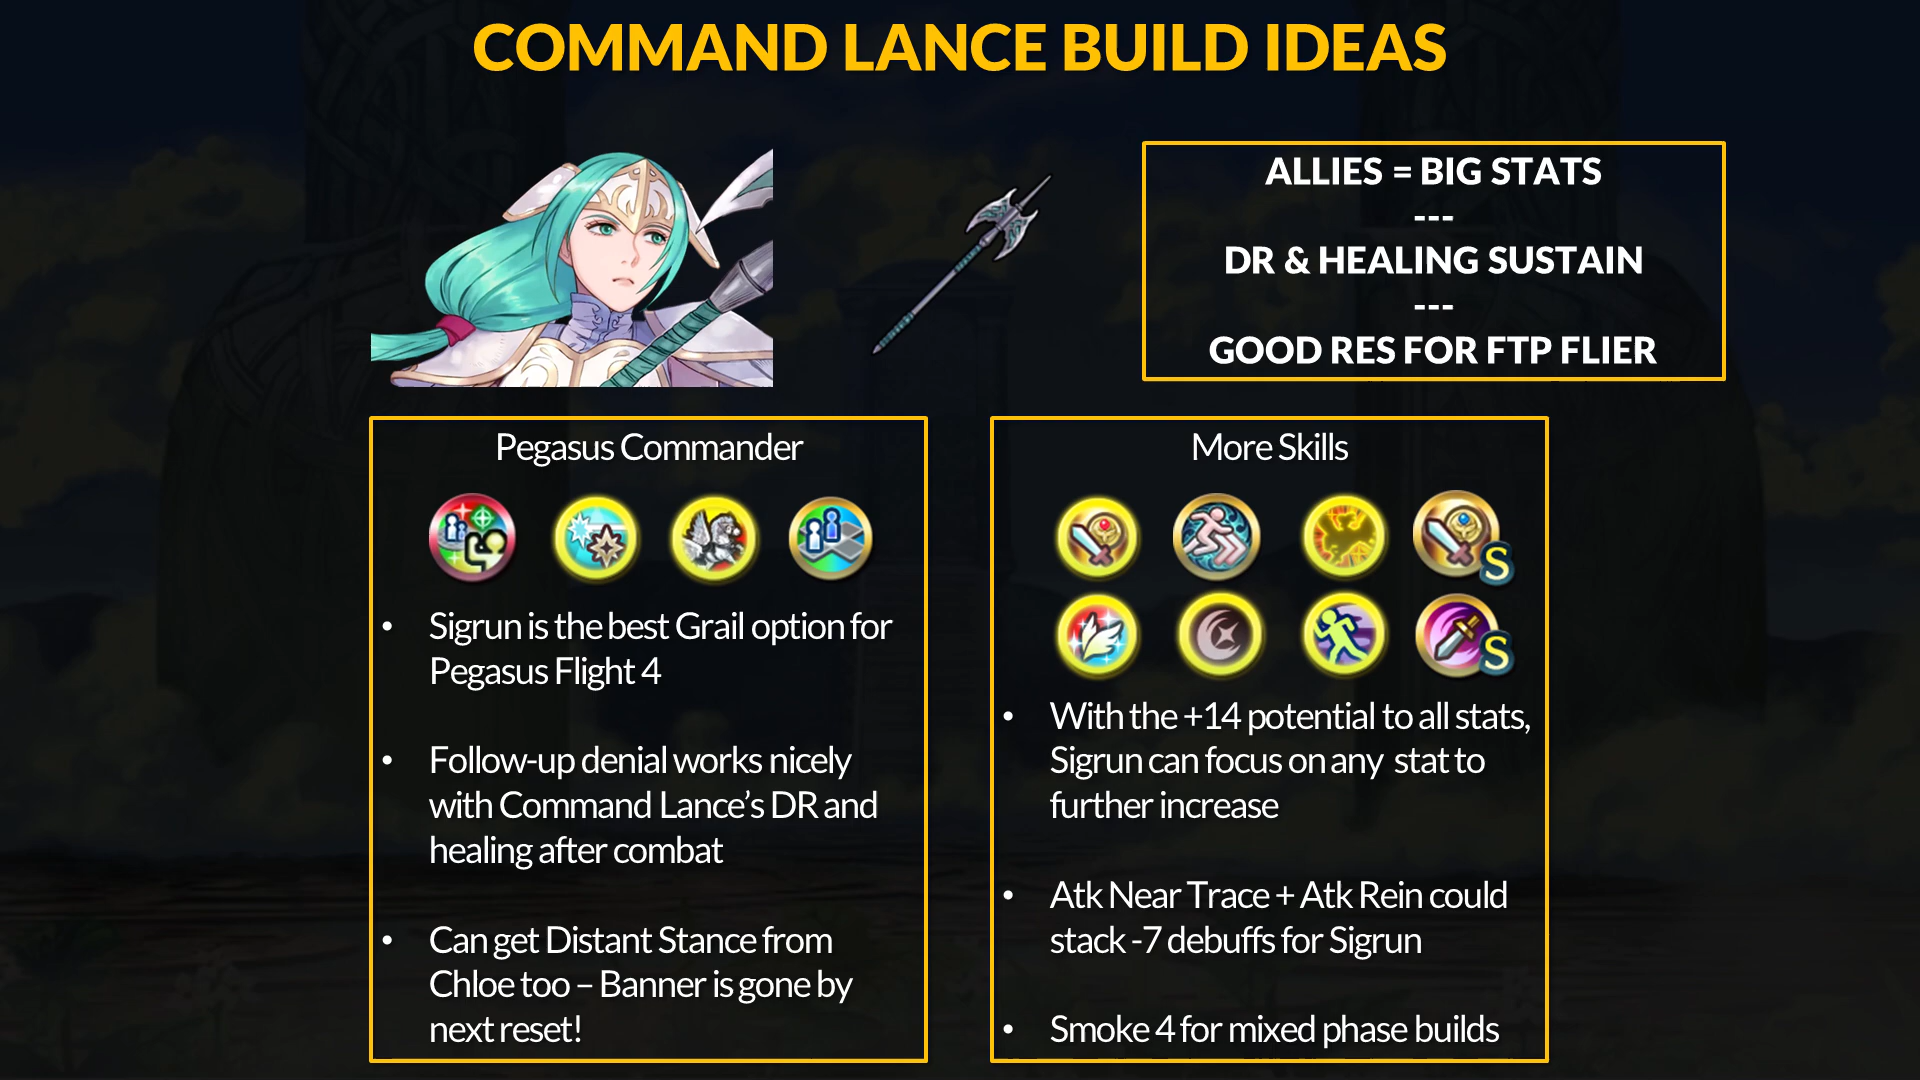 COMMAND LANCE BUILD IDEAS
ALLIES = BIG STATS
---
DR & HEALING SUSTAIN
---
GOOD RES FOR FTP FLIER
Pegasus Commander
• Sigrun is the best Grail option for
Pegasus Flight 4
• Follow-up denial works nicely
with Command Lance’s DR and
healing after combat
• Can get Distant Stance from
Chloe too – Banner is gone by
next reset!
More Skills
S
S
• With the +14 potential to all stats,
Sigrun can focus on any stat to
further increase
• Atk Near Trace + Atk Rein could
stack -7 debuffs for Sigrun
• Smoke 4 for mixed phase builds